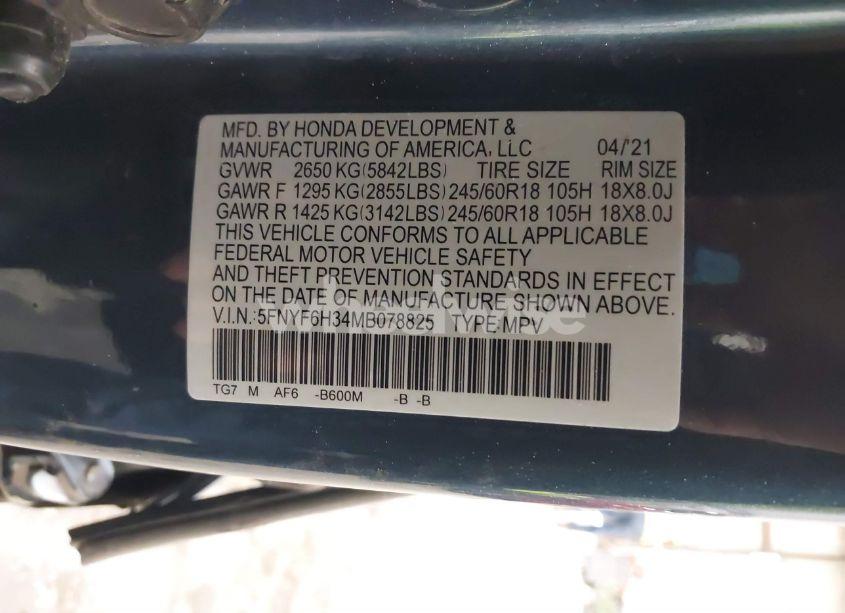 MFD. BY HONDA DEVELOPMENT &
MANUFACTURING OF AMERICA, LLC 04/'21
GVWR 2650 KG(5842LBS) TIRE SIZE RIM SIZE
GAWR F 1295 KG(2855LBS) 245/60R18 105H 18X8.0J
GAWR R 1425 KG(3142LBS) 245/60R18 105H 18X8.0J
THIS VEHICLE CONFORMS TO ALL APPLICABLE
FEDERAL MOTOR VEHICLE SAFETY
AND THEFT PREVENTION STANDARDS IN EFFECT
ON THE DATE OF MANUFACTURE SHOWN ABOVE.
V.I.N.:5FNYF6H34MB078825 TYPE:MPV
TG7 M AF6 -B600M -B -B